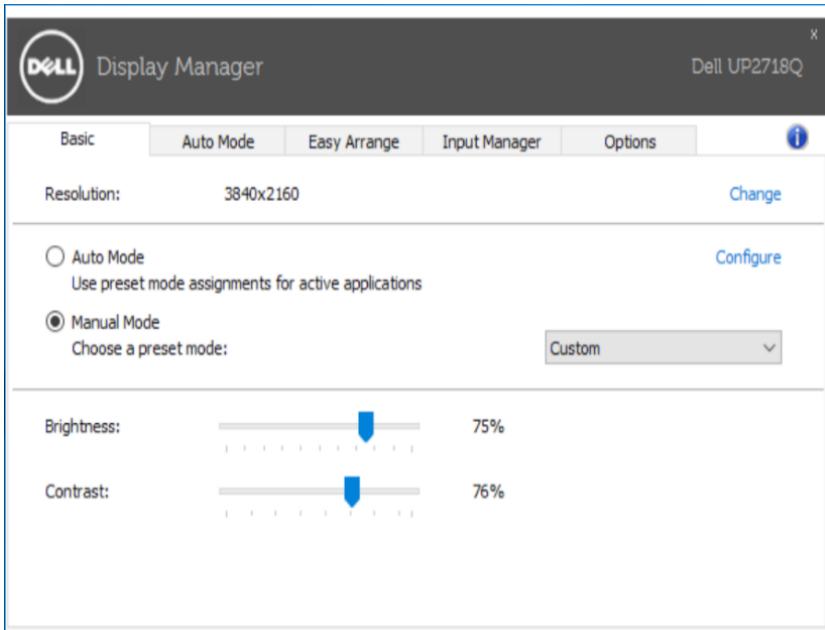 DELL Display Manager Dell UP2718Q x
Basic Auto Mode Easy Arrange Input Manager Options i
Resolution: 3840x2160 Change
Auto Mode Configure
Use preset mode assignments for active applications
Manual Mode
Choose a preset mode: Custom
Brightness: 75%
Contrast: 76%